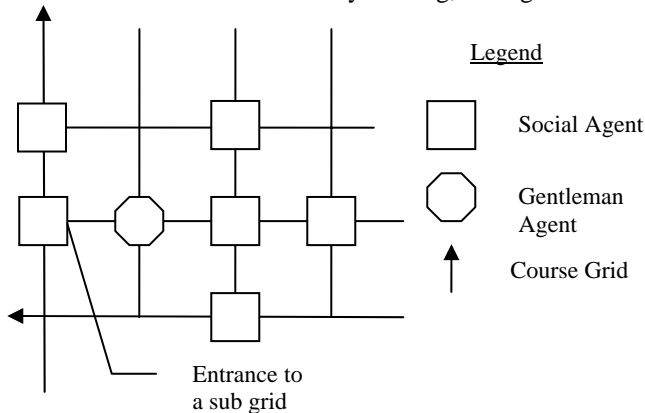 Legend
Social Agent
Gentleman
Agent
Course Grid
Entrance to
a sub grid